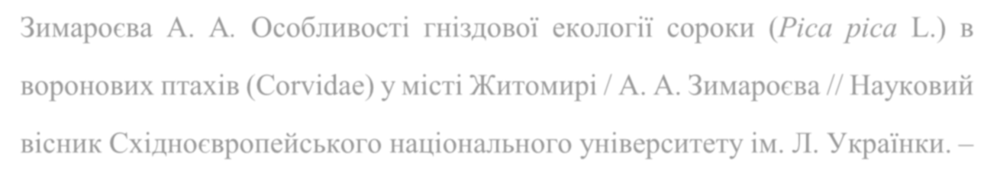 Зимароєва А. А. Особливості гніздової екології сороки (Pica pica L.) в
воронових птахів (Corvidae) у місті Житомирі / А. А. Зимароєва // Науковий
вісник Східноєвропейського національного університету ім. Л. Українки. –